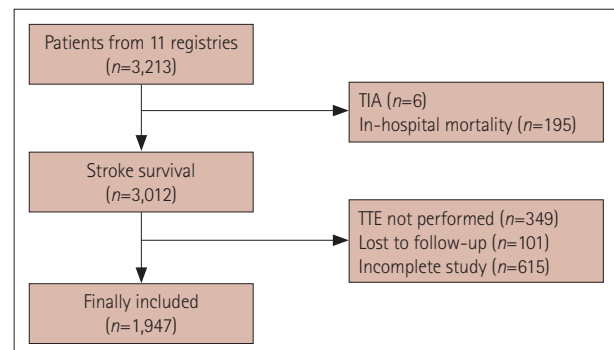 Patients from 11 registries
(n=3,213)
TIA (n=6)
In-hospital mortality (n=195)
Stroke survival
(n=3,012)
TTE not performed (n=349)
Lost to follow-up (n=101)
Incomplete study (n=615)
Finally included
(n=1,947)